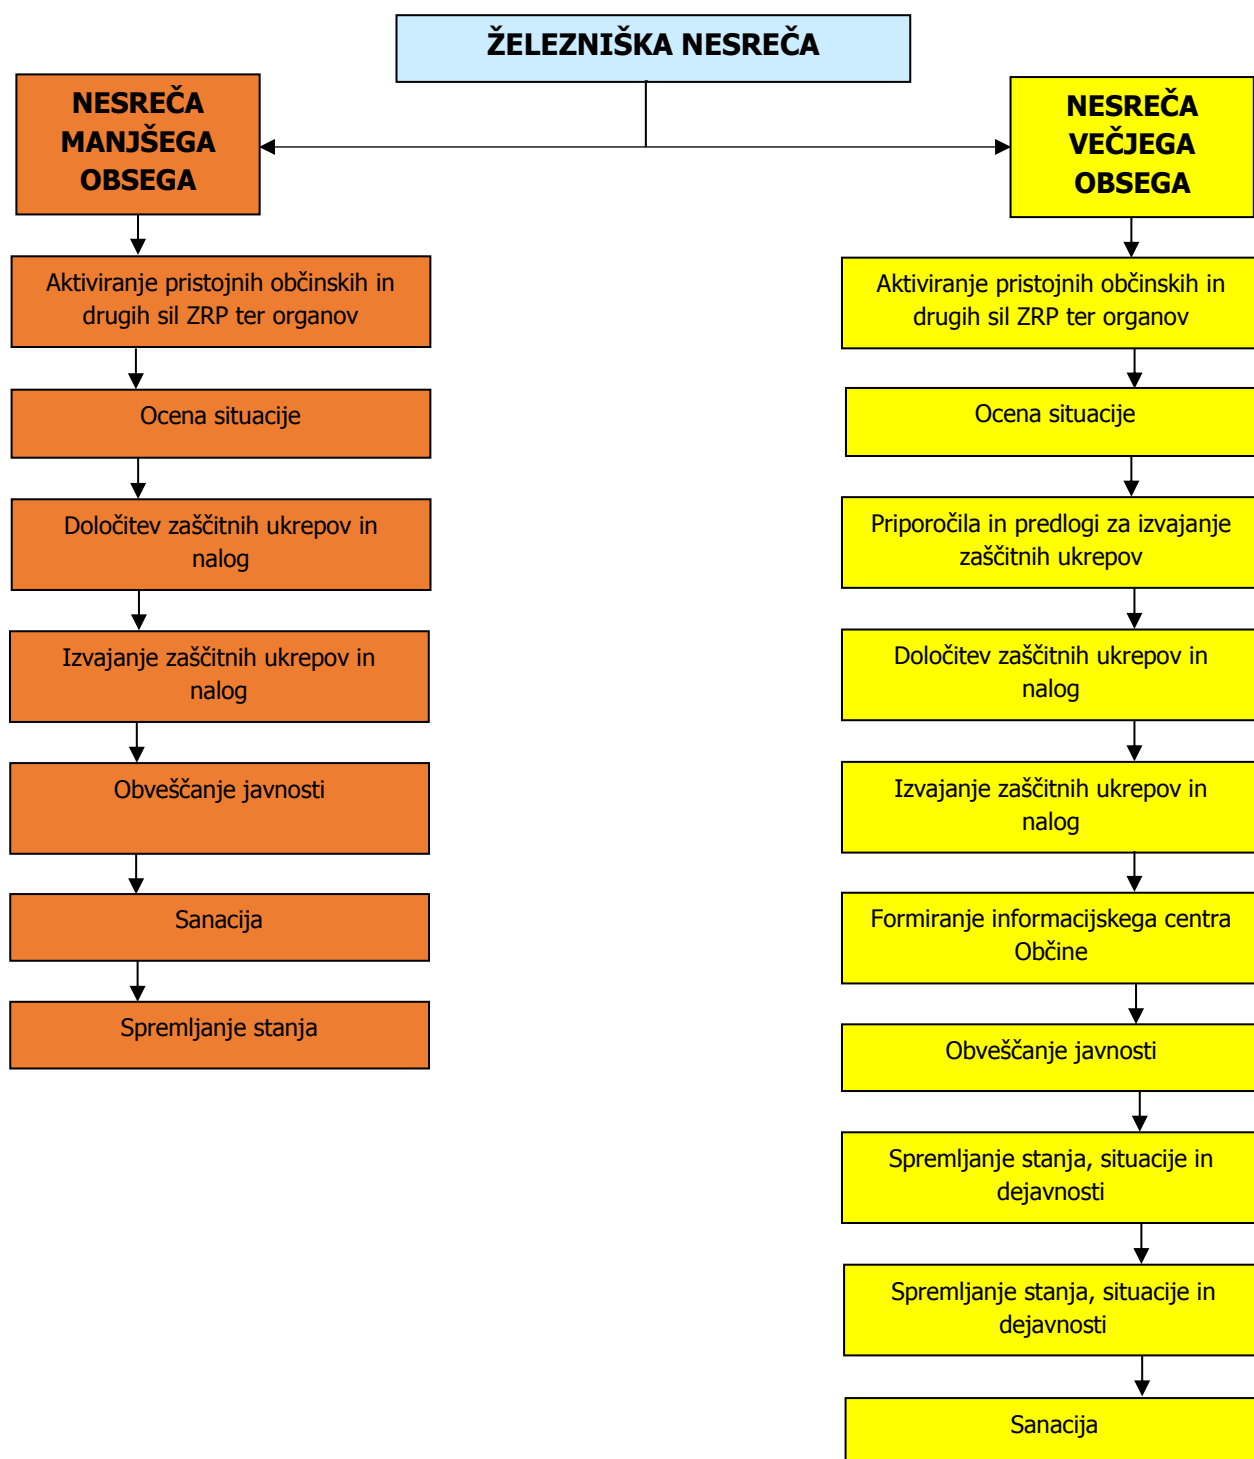 ŽELEZNIŠKA NESREČA
NESREČA
MANJŠEGA
OBSEGA
Aktiviranje pristojnih občinskih in
drugih sil ZRP ter organov
Ocena situacije
Določitev zaščitnih ukrepov in
nalog
Izvajanje zaščitnih ukrepov in
nalog
Obveščanje javnosti
Sanacija
Spremljanje stanja
NESREČA
VEČJEGA
OBSEGA
Aktiviranje pristojnih občinskih in
drugih sil ZRP ter organov
Ocena situacije
Priporočila in predlogi za izvajanje
zaščitnih ukrepov
Določitev zaščitnih ukrepov in
nalog
Izvajanje zaščitnih ukrepov in
nalog
Formiranje informacijskega centra
Občine
Obveščanje javnosti
Spremljanje stanja, situacije in
dejavnosti
Spremljanje stanja, situacije in
dejavnosti
Sanacija